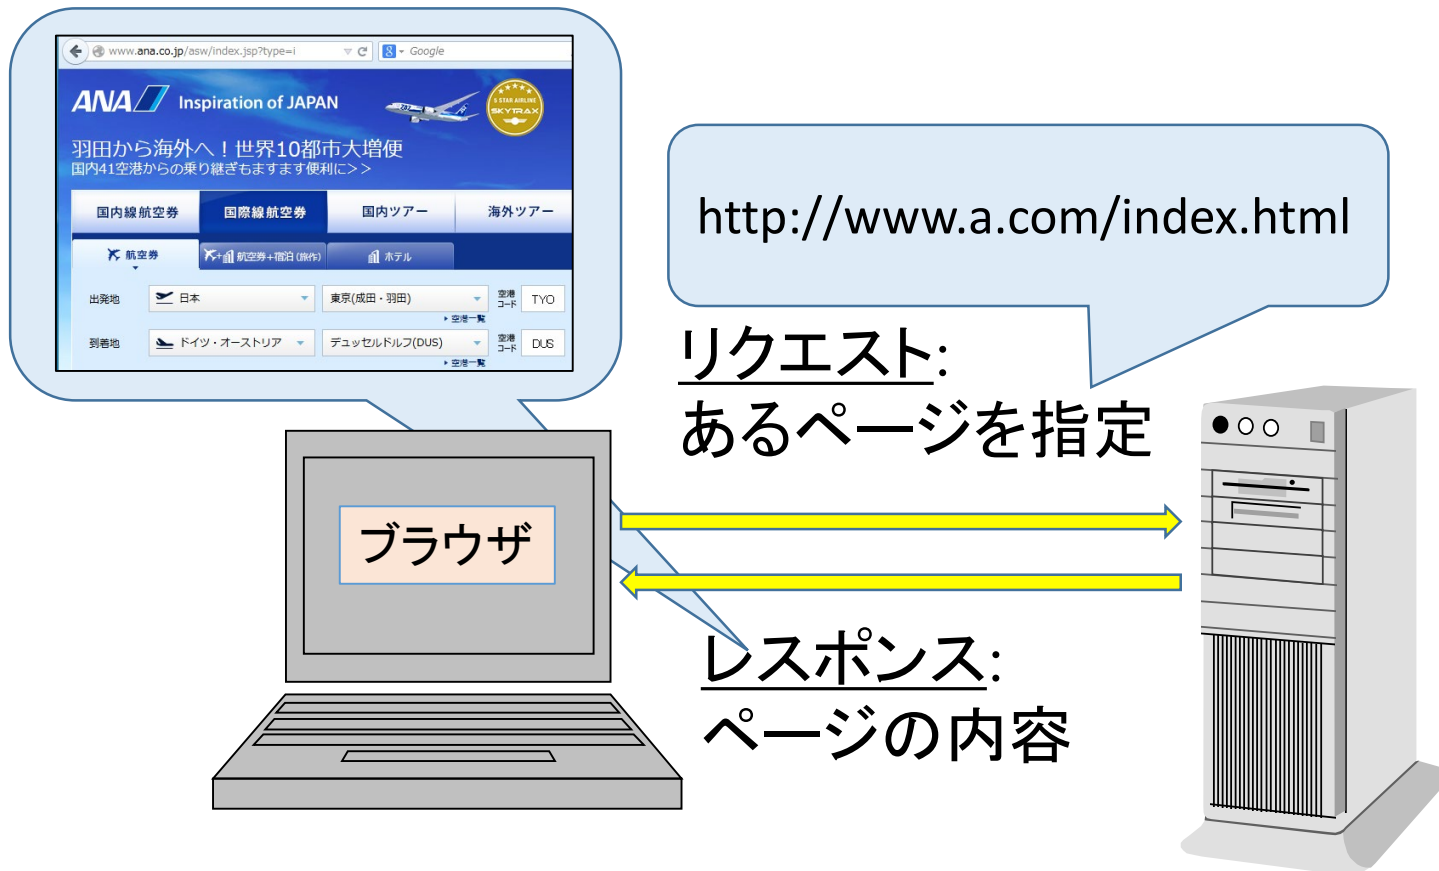 www.ana.co.jp/asw/index.jsp?type=i
8 Google
ANA Inspiration of JAPAN
787
5 STAR AIRLINE
SKYTRAX
羽田から海外へ！世界10都市大増便
国内41空港からの乗り継ぎもますます便利に>>
国内線航空券 国際線航空券 国内ツアー 海外ツアー
航空券 +航空券+宿泊(旅作) ホテル
出発地 日本 東京(成田・羽田) 空港コード TYO
空港一覧
到着地 ドイツ・オーストリア デュッセルドルフ(DUS) 空港コード DUS
空港一覧
http://www.a.com/index.html
リクエスト:
あるページを指定
ブラウザ
レスポンス:
ページの内容